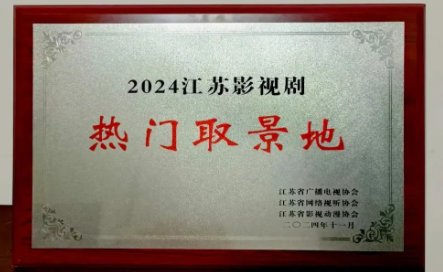 2024江苏影视剧
热门取景地
江苏省广播电视协会
江苏省网络视听协会
江苏省影视动漫协会
二〇二四年十一月